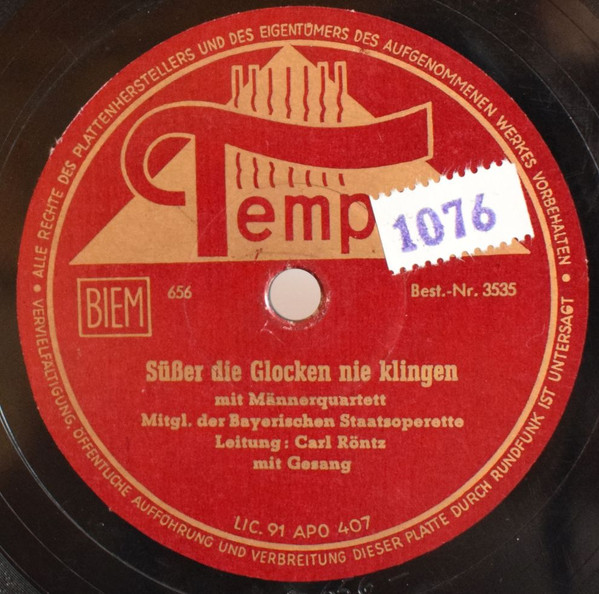 ALLE RECHTE DES PLATTENHERSTELLERS UND DES EIGENTÜMERS DES AUFGENOMMENEN WERKES VORBEHALTEN •
VERVIELFÄLTIGUNG, ÖFFENTLICHE AUFFÜHRUNG UND VERBREITUNG DIESER PLATTE DURCH RUNDFUNK IST UNTERSAGT •
Temp
1076
BIEM
656
Best.-Nr. 3535
Süßer die Glocken nie klingen
mit Männerquartett
Mitgl. der Bayerischen Staatsoperette
Leitung: Carl Röntz
mit Gesang
LIC. 91 APO 407